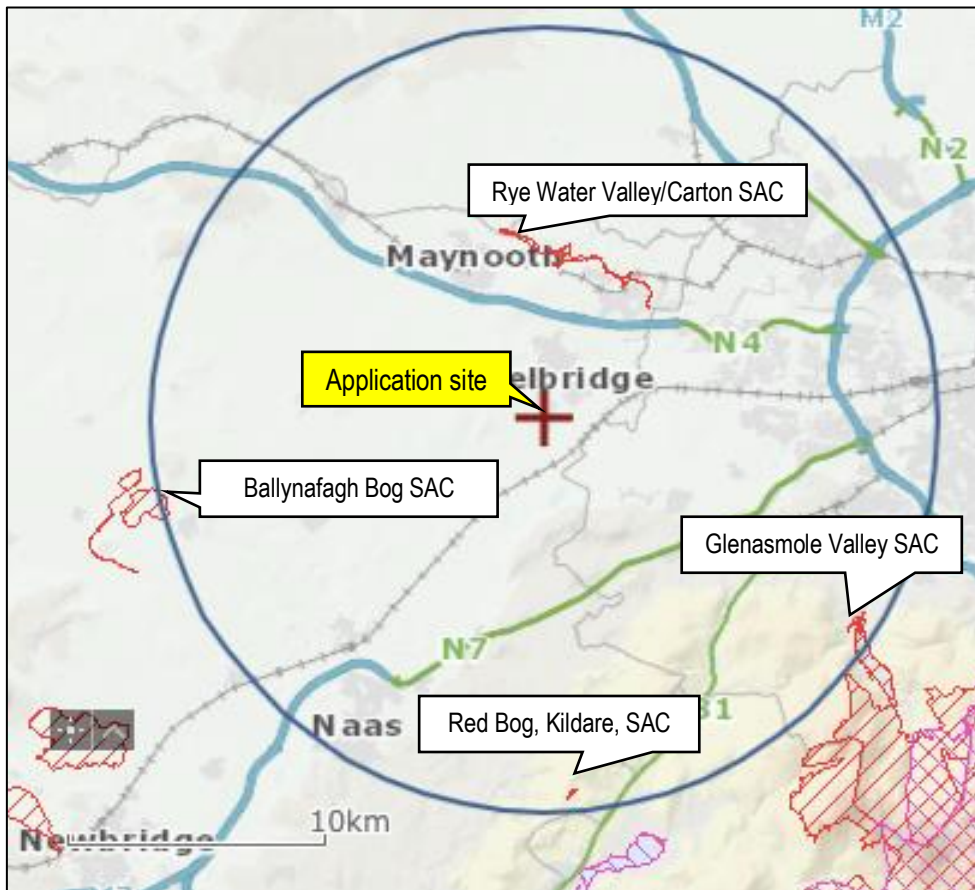 M2
N2
Rye Water Valley/Carton SAC
Maynooth
N4
Application site
elbridge
Ballynafagh Bog SAC
Glenasmole Valley SAC
N7
Red Bog, Kildare, SAC
31
Naas
10km
Newbridge